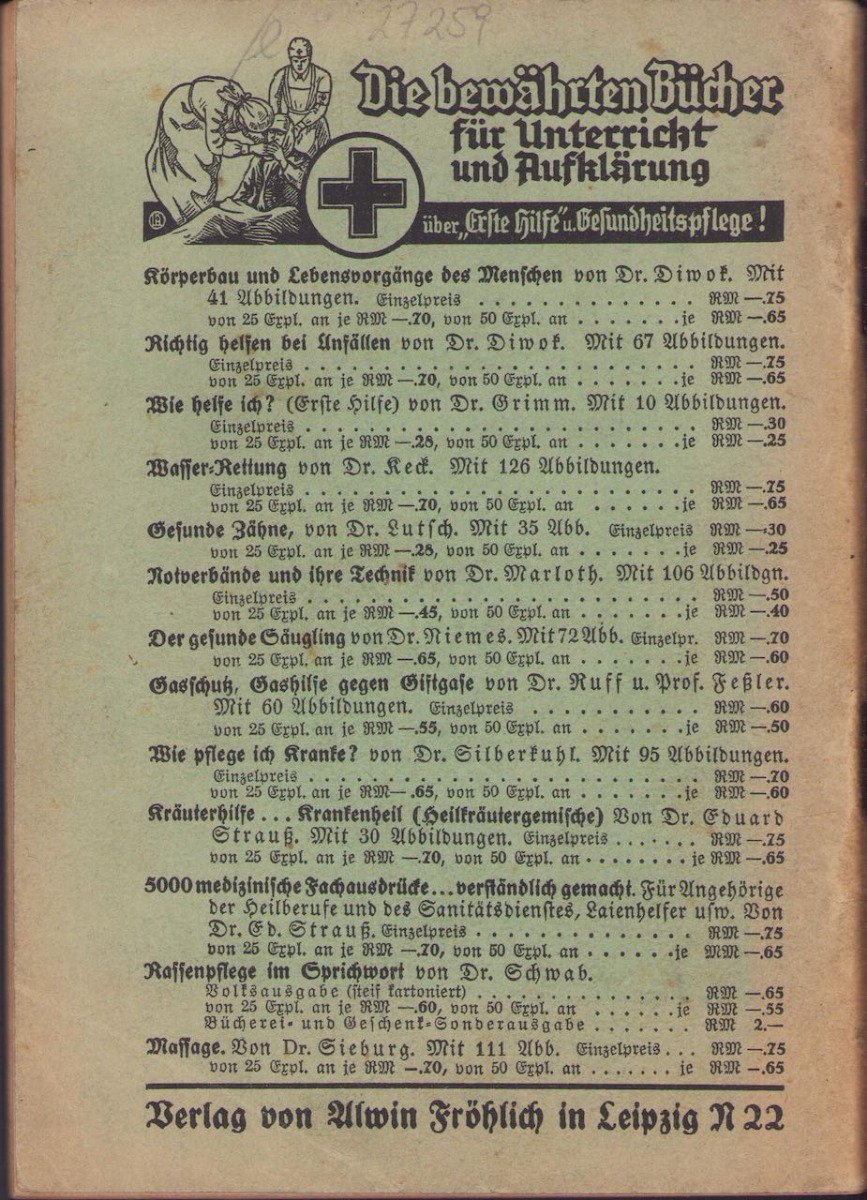 27259
Die bewährten Bücher
für Unterricht
und Aufklärung
über „Erste Hilfe" u. Gesundheitspflege!
Körperbau und Lebensvorgänge des Menschen von Dr. Diwok. Mit
41 Abbildungen. Einzelpreis . . . . . . . . . . . . RM —.75
von 25 Expl. an je RM —.70, von 50 Expl. an . . . . . . . je RM —.65
Richtig helfen bei Unfällen von Dr. Diwok. Mit 67 Abbildungen.
Einzelpreis . . . . . . . . . . . . . . . . . . . . . . . . RM —.75
von 25 Expl. an je RM —.70, von 50 Expl. an . . . . . . . je RM —.65
Wie helfe ich? (Erste Hilfe) von Dr. Grimm. Mit 10 Abbildungen.
Einzelpreis . . . . . . . . . . . . . . . . . . . . . . . . RM —.30
von 25 Expl. an je RM —.28, von 50 Expl. an . . . . . . . je RM —.25
Wasser-Rettung von Dr. Keck. Mit 126 Abbildungen.
Einzelpreis . . . . . . . . . . . . . . . . . . . . . . . . RM —.75
von 25 Expl. an je RM —.70, von 50 Expl. an . . . . . . je RM —.65
Gesunde Zähne, von Dr. Lutsch. Mit 35 Abb. Einzelpreis RM —.30
von 25 Expl. an je RM —.28, von 50 Expl. an . . . . . . . je RM —.25
Notverbände und ihre Technik von Dr. Marloth. Mit 106 Abbildgn.
Einzelpreis . . . . . . . . . . . . . . . . . . . . . . . . RM —.50
von 25 Expl. an je RM —.45, von 50 Expl. an . . . . . . . je RM —.40
Der gesunde Säugling von Dr. Niemes. Mit 72 Abb. Einzelpr. RM —.70
von 25 Expl. an je RM —.65, von 50 Expl. an . . . . . . . je RM —.60
Gasschutz, Gashilfe gegen Giftgase von Dr. Ruff u. Prof. Feßler.
Mit 60 Abbildungen. Einzelpreis . . . . . . . . . . . RM —.60
von 25 Expl. an je RM —.55, von 50 Expl. an . . . . . . . je RM —.50
Wie pflege ich Kranke? von Dr. Silberkuhl. Mit 95 Abbildungen.
Einzelpreis . . . . . . . . . . . . . . . . . . . . . . . . RM —.70
von 25 Expl. an je RM— .65, von 50 Expl. an . . . . . . . je RM —.60
Kräuterhilfe . . . Krankenheil (Heilkräutergemische) Von Dr. Eduard
Strauß. Mit 30 Abbildungen. Einzelpreis . . . . . . . RM —.75
von 25 Expl. an je RM —.70, von 50 Expl. an . . . . . . . . je RM —.65
5000 medizinische Fachausdrücke . . . verständlich gemacht. Für Angehörige
der Heilberufe und des Sanitätsdienstes, Laienhelfer usw. Von
Dr. Ed. Strauß. Einzelpreis . . . . . . . . . . . . . . . RM —.75
von 25 Expl. an je RM —.70, von 50 Expl. an . . . . . . je MM —.65
Rassenpflege im Sprichwort von Dr. Schwab.
Volksausgabe (steif kartoniert) . . . . . . . . . . . . . . RM —.65
von 25 Expl. an je RM —.60, von 50 Expl. an . . . . . . je RM —.55
Bücherei- und Geschenk-Sonderausgabe . . . . . . . RM 2.—
Massage. Von Dr. Sieburg. Mit 111 Abb. Einzelpreis . . . RM —.75
von 25 Expl. an je RM —.70, von 50 Expl. an . . . . . . . je RM —.65
Verlag von Alwin Fröhlich in Leipzig N 22